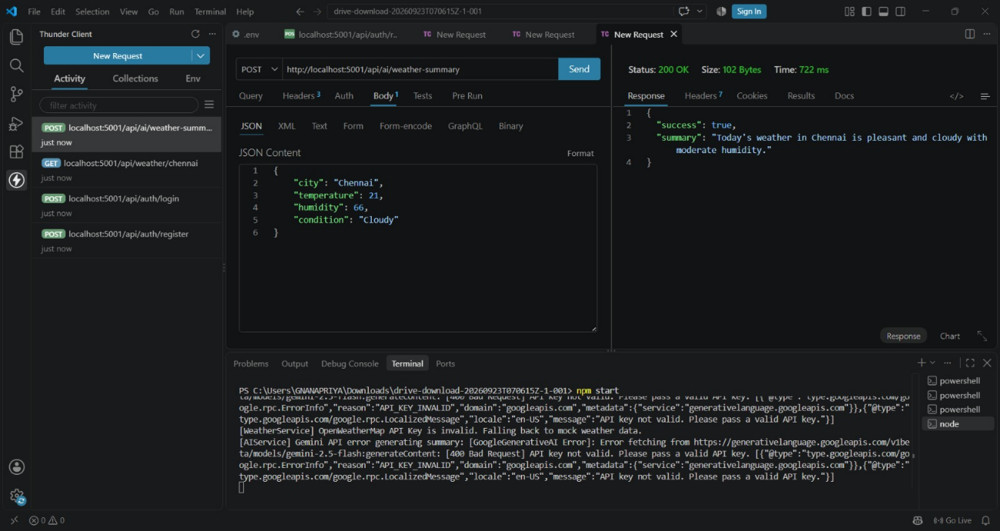 File Edit Selection View Go Run Terminal Help
drive-download-20260923T070615Z-1-001
Sign In
Thunder Client
New Request
Activity Collections Env
filter activity
POST localhost:5001/api/ai/weather-summ...
just now
GET localhost:5001/api/weather/chennai
just now
POST localhost:5001/api/auth/login
just now
POST localhost:5001/api/auth/register
just now
.env
POS localhost:5001/api/auth/r..
TC New Request
TC New Request
TC New Request
POST http://localhost:5001/api/ai/weather-summary Send
Query Headers 3 Auth Body 1 Tests Pre Run
JSON XML Text Form Form-encode GraphQL Binary
JSON Content Format
1 {
2 "city": "Chennai",
3 "temperature": 21,
4 "humidity": 66,
5 "condition": "Cloudy"
6 }
Status: 200 OK Size: 102 Bytes Time: 722 ms
Response Headers 7 Cookies Results Docs
1 {
2 "success": true,
3 "summary": "Today's weather in Chennai is pleasant and cloudy with
moderate humidity."
4 }
Response Chart
Problems Output Debug Console Terminal Ports
PS C:\Users\GNANAPRIYA\Downloads\drive-download-20260923T070615Z-1-001> npm start
ta/models/gemini-2.5-flash:generateContent: [400 Bad Request] API key not valid. Please pass a valid API key. [{"@type":"type.googleapis.com/go
ogle.rpc.ErrorInfo","reason":"API_KEY_INVALID","domain":"googleapis.com","metadata":{"service":"generativelanguage.googleapis.com"}},{"@type":"
type.googleapis.com/google.rpc.LocalizedMessage","locale":"en-US","message":"API key not valid. Please pass a valid API key."}]
[WeatherService] OpenWeatherMap API Key is invalid. Falling back to mock weather data.
[AIService] Gemini API error generating summary: [GoogleGenerativeAI Error]: Error fetching from https://generativelanguage.googleapis.com/v1be
ta/models/gemini-2.5-flash:generateContent: [400 Bad Request] API key not valid. Please pass a valid API key. [{"@type":"type.googleapis.com/go
ogle.rpc.ErrorInfo","reason":"API_KEY_INVALID","domain":"googleapis.com","metadata":{"service":"generativelanguage.googleapis.com"}},{"@type":"
type.googleapis.com/google.rpc.LocalizedMessage","locale":"en-US","message":"API key not valid. Please pass a valid API key."}]
powershell
powershell
powershell
node
0 0
Go Live